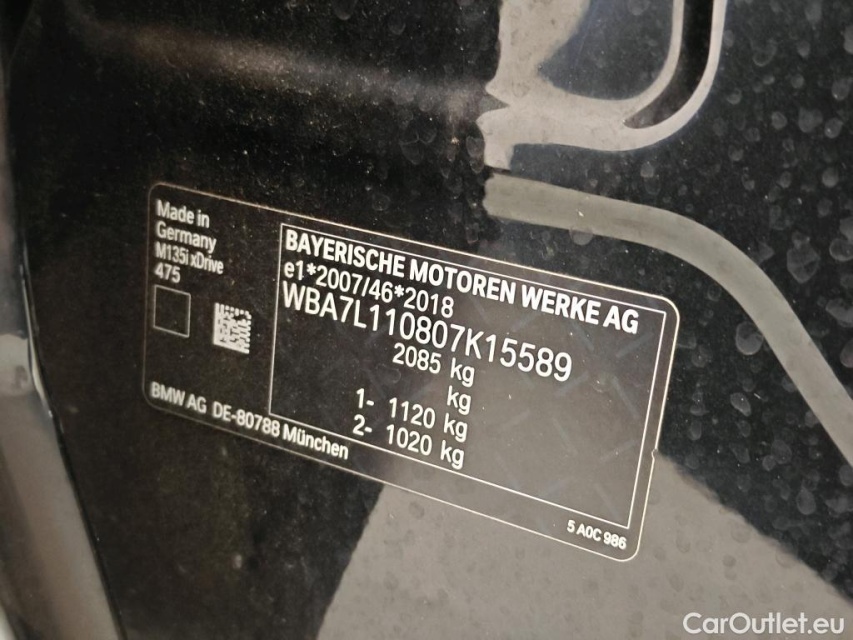 Made in
Germany
M135i xDrive
475
BAYERISCHE MOTOREN WERKE AG
e1*2007/46*2018
WBA7L110807K15589
2085 kg
kg
1- 1120 kg
2- 1020 kg
BMW AG DE-80788 München
5 A0C 986
CarOutlet.eu